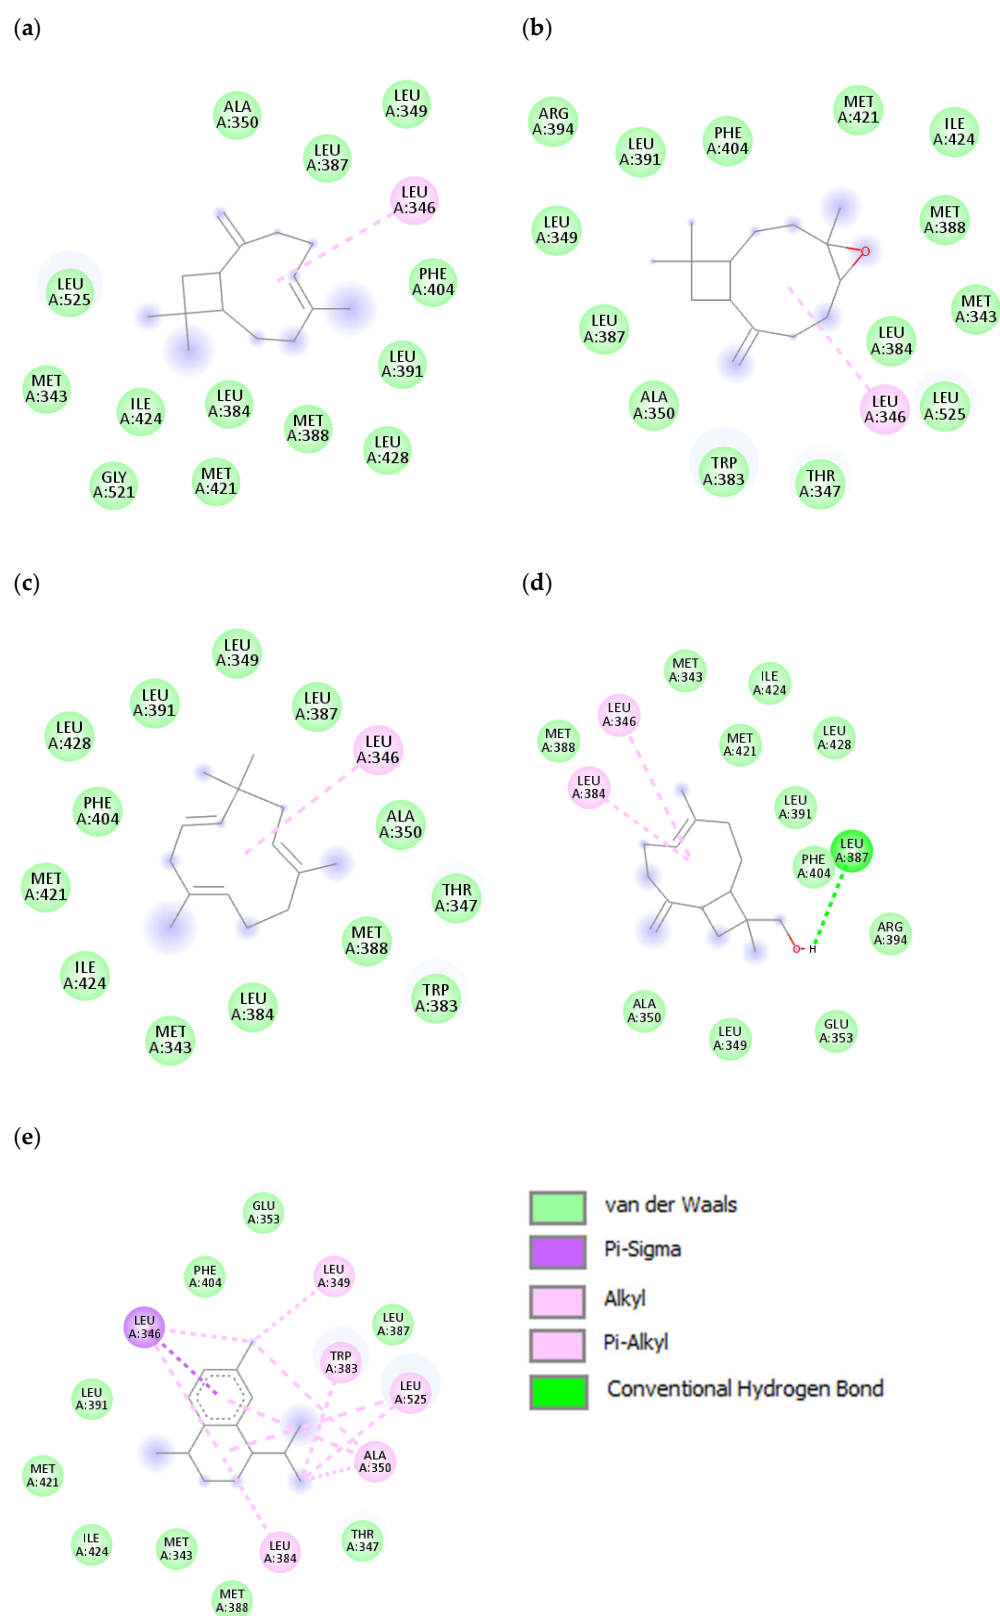 (a)
(b)
ALA
A:350
LEU
A:349
LEU
A:387
LEU
A:346
LEU
A:525
PHE
A:404
LEU
A:391
MET
A:343
ILE
A:424
LEU
A:384
MET
A:388
LEU
A:428
GLY
A:521
MET
A:421
ARG
A:394
LEU
A:391
PHE
A:404
MET
A:421
ILE
A:424
LEU
A:349
MET
A:388
O
MET
A:343
LEU
A:387
LEU
A:384
ALA
A:350
LEU
A:346
LEU
A:525
TRP
A:383
THR
A:347
(c)
(d)
LEU
A:349
LEU
A:391
LEU
A:387
LEU
A:428
LEU
A:346
PHE
A:404
ALA
A:350
MET
A:421
THR
A:347
MET
A:388
ILE
A:424
LEU
A:384
TRP
A:383
MET
A:343
MET
A:343
ILE
A:424
LEU
A:346
MET
A:388
MET
A:421
LEU
A:428
LEU
A:384
LEU
A:391
LEU
A:387
PHE
A:404
ARG
A:394
O H
ALA
A:350
LEU
A:349
GLU
A:353
(e)
GLU
A:353
PHE
A:404
LEU
A:349
LEU
A:346
LEU
A:387
TRP
A:383
LEU
A:525
LEU
A:391
ALA
A:350
MET
A:421
ILE
A:424
MET
A:343
LEU
A:384
THR
A:347
MET
A:388
van der Waals
Pi-Sigma
Alkyl
Pi-Alkyl
Conventional Hydrogen Bond